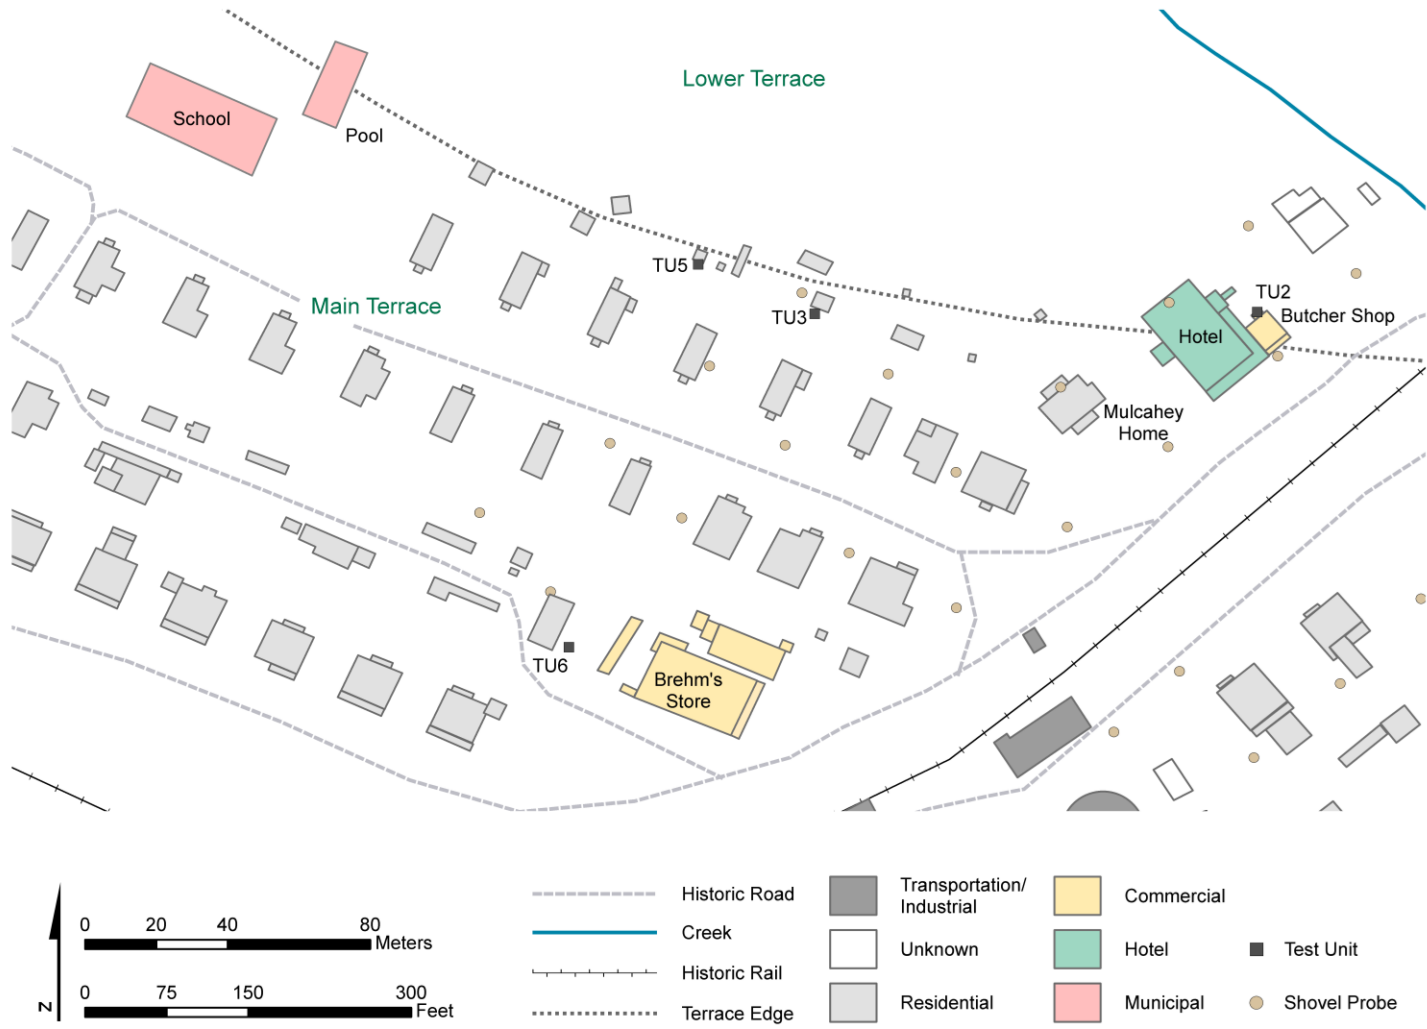 Lower Terrace
School
Pool
TU5
Main Terrace
TU3
TU2
Butcher Shop
Hotel
Mulcahey
Home
TU6
Brehm's
Store
0 20 40 80
Meters
0 75 150 300
Feet
N
Historic Road
Creek
Historic Rail
Terrace Edge
Transportation/
Industrial
Unknown
Residential
Commercial
Hotel
Municipal
Test Unit
Shovel Probe